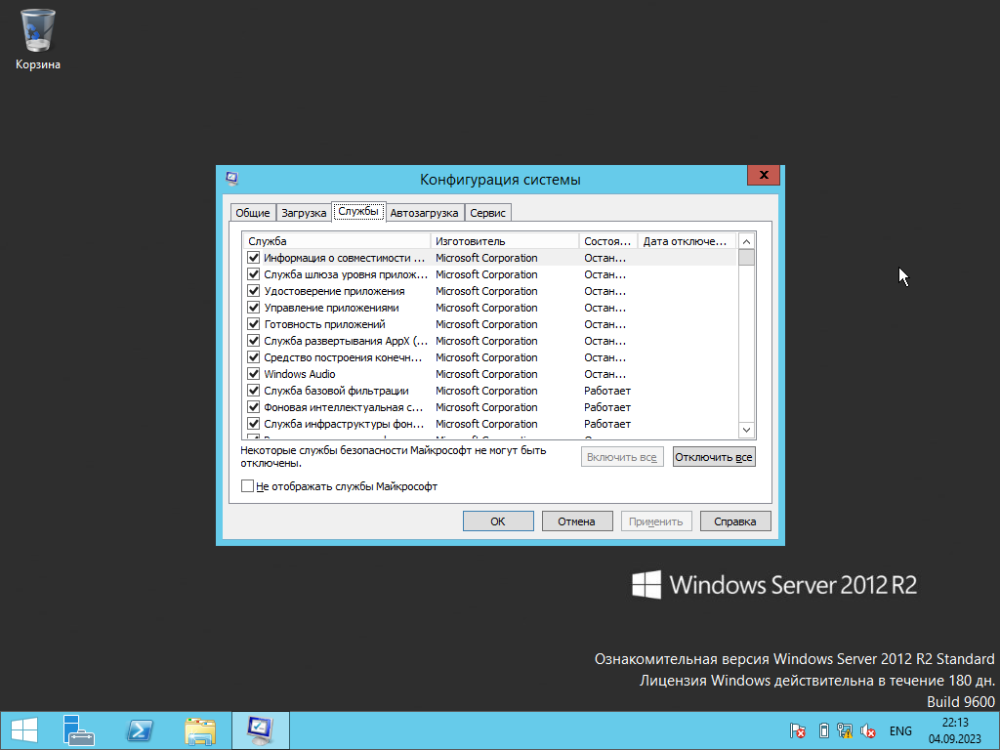 Корзина
Конфигурация системы
Общие Загрузка Службы Автозагрузка Сервис
Служба Изготовитель Состоя... Дата отключе...
Информация о совместимости ... Microsoft Corporation Остан...
Служба шлюза уровня прилож... Microsoft Corporation Остан...
Удостоверение приложения Microsoft Corporation Остан...
Управление приложениями Microsoft Corporation Остан...
Готовность приложений Microsoft Corporation Остан...
Служба развертывания AppX (... Microsoft Corporation Остан...
Средство построения конечн... Microsoft Corporation Остан...
Windows Audio Microsoft Corporation Остан...
Служба базовой фильтрации Microsoft Corporation Работает
Фоновая интеллектуальная с... Microsoft Corporation Работает
Служба инфраструктуры фон... Microsoft Corporation Работает
Некоторые службы безопасности Майкрософт не могут быть
отключены.
Включить все Отключить все
Не отображать службы Майкрософт
ОК Отмена Применить Справка
Windows Server 2012 R2
Ознакомительная версия Windows Server 2012 R2 Standard
Лицензия Windows действительна в течение 180 дн.
Build 9600
ENG
22:13
04.09.2023